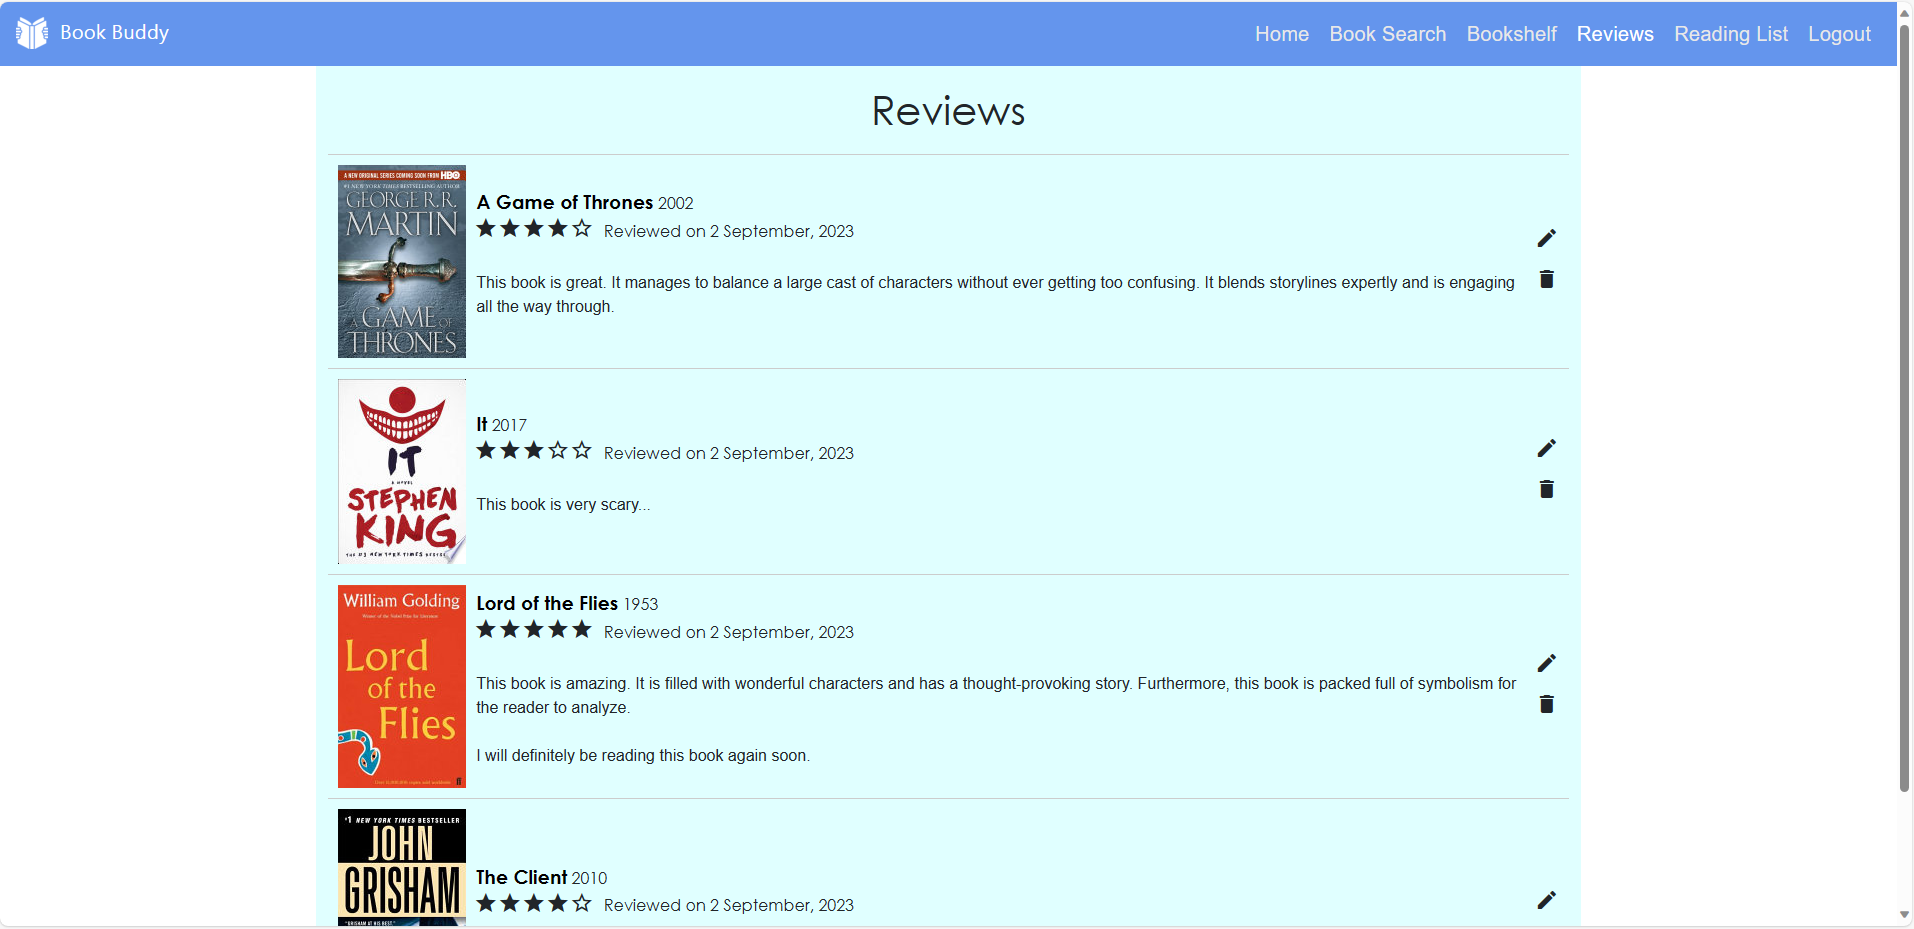 Book Buddy
Home Book Search Bookshelf Reviews Reading List Logout
Reviews
A NEW ORIGINAL SERIES COMING SOON FROM HBO
#1 NEW YORK TIMES BESTSELLING AUTHOR
GEORGE R.R.
MARTIN
A GAME OF
THRONES
A Game of Thrones 2002
Reviewed on 2 September, 2023
This book is great. It manages to balance a large cast of characters without ever getting too confusing. It blends storylines expertly and is engaging
all the way through.
IT
A NOVEL
STEPHEN
KING
THE #1 NEW YORK TIMES
It 2017
Reviewed on 2 September, 2023
This book is very scary...
William Golding
Winner of the Nobel Prize for Literature
Lord
of the
Flies
Lord of the Flies 1953
Reviewed on 2 September, 2023
This book is amazing. It is filled with wonderful characters and has a thought-provoking story. Furthermore, this book is packed full of symbolism for
the reader to analyze.
I will definitely be reading this book again soon.
#1 NEW YORK TIMES BESTSELLER
JOHN
GRISHAM
"GRISHAM AT HIS BEST."
The Client 2010
Reviewed on 2 September, 2023